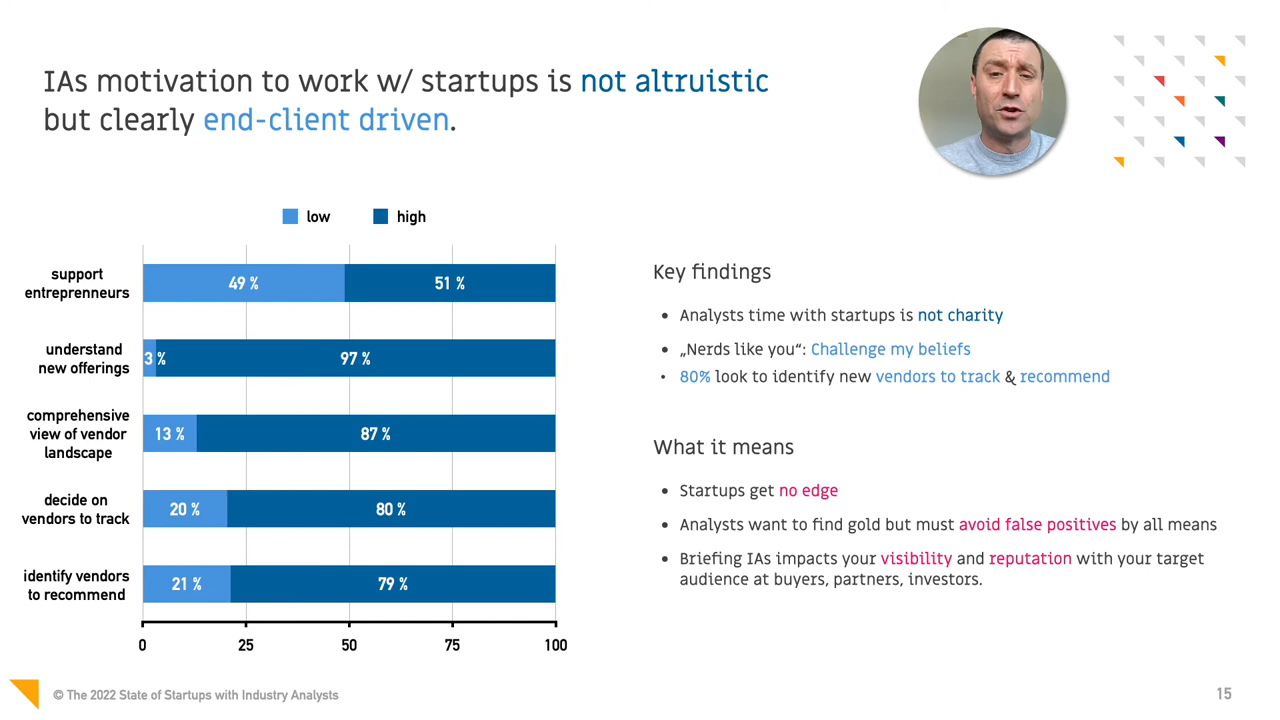 IAs motivation to work w/ startups is not altruistic
but clearly end-client driven.
low high
support
entreprenneurs
49 % 51 %
understand
new offerings
3 % 97 %
comprehensive
view of vendor
landscape
13 % 87 %
decide on
vendors to track
20 % 80 %
identify vendors
to recommend
21 % 79 %
0 25 50 75 100
Key findings
• Analysts time with startups is not charity
• „Nerds like you“: Challenge my beliefs
• 80% look to identify new vendors to track & recommend
What it means
• Startups get no edge
• Analysts want to find gold but must avoid false positives by all means
• Briefing IAs impacts your visibility and reputation with your target
audience at buyers, partners, investors.
© The 2022 State of Startups with Industry Analysts
15